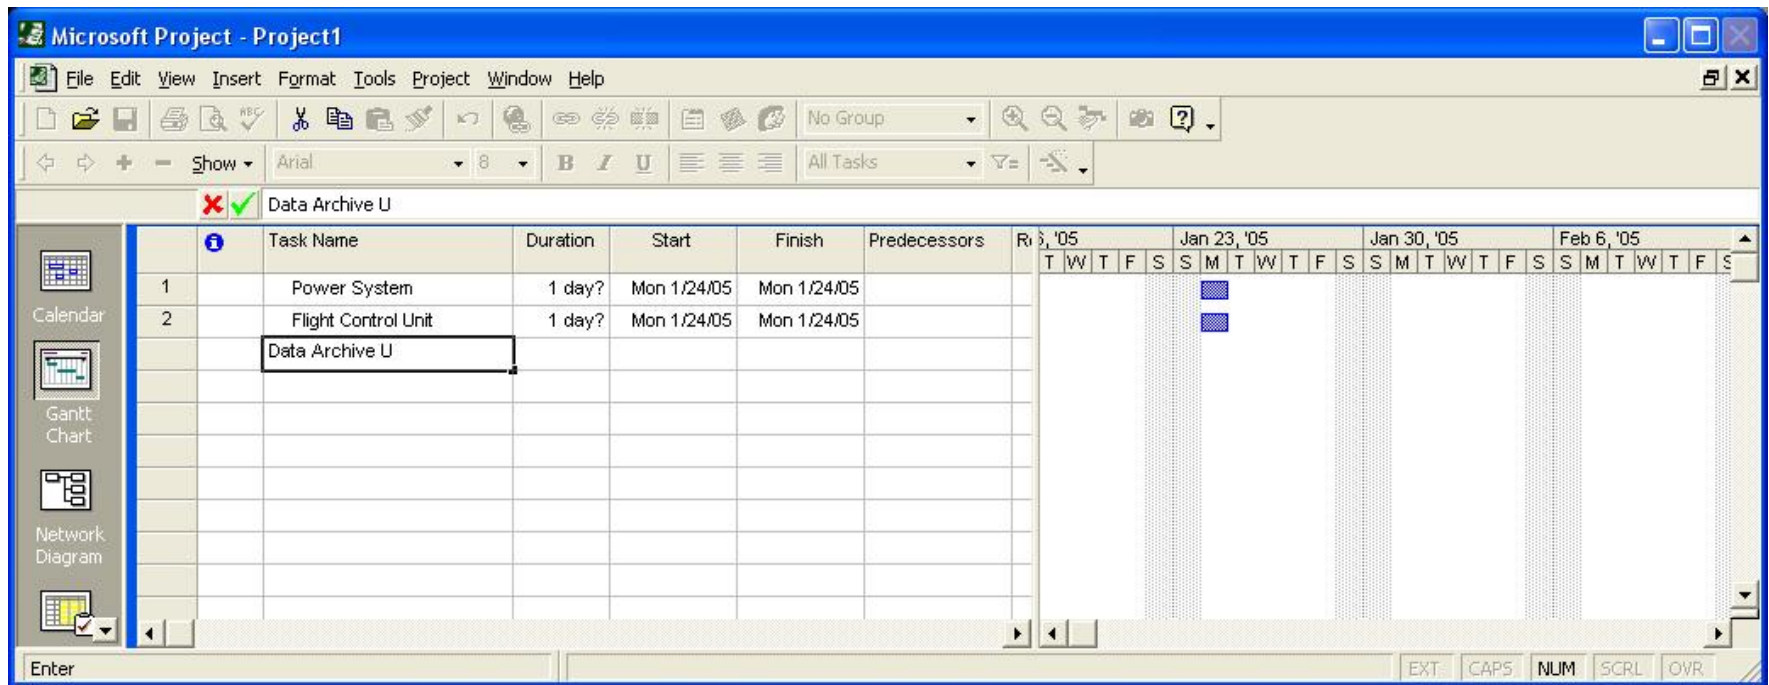 Microsoft Project - Project1
File Edit View Insert Format Tools Project Window Help
ABC No Group
Show Arial 8 B I U All Tasks
Data Archive U
Task Name Duration Start Finish Predecessors , '05 Jan 23, '05 Jan 30, '05 Feb 6, '05
T W T F S S M T W T F S S M T W T F S S M T W T F S
1 Power System 1 day? Mon 1/24/05 Mon 1/24/05
Calendar
2 Flight Control Unit 1 day? Mon 1/24/05 Mon 1/24/05
Data Archive U
Gantt
Chart
Network
Diagram
Enter EXT CAPS NUM SCRL OVR